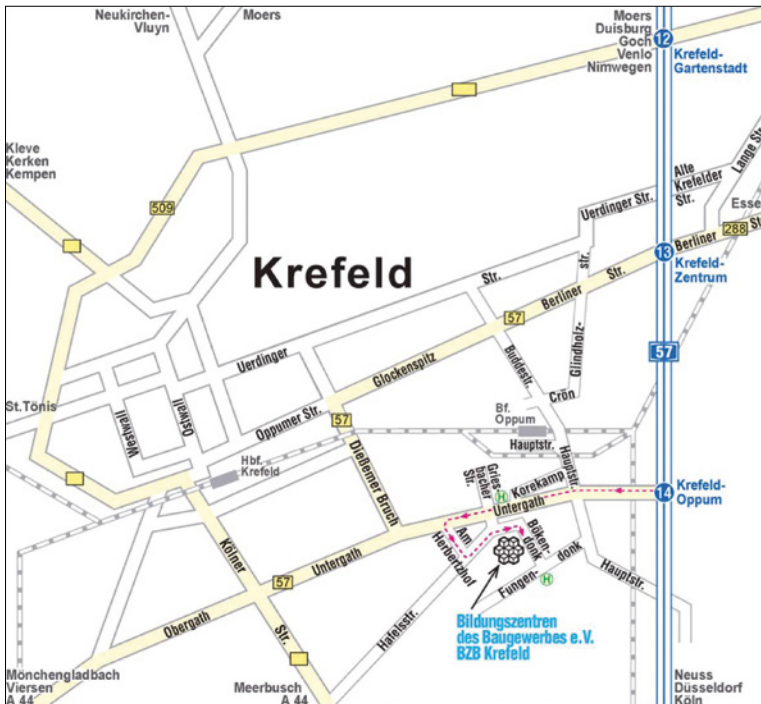 Neukirchen-
Vluyn
Moers
Moers
Duisburg
Goch
Venlo
Nimwegen
12
Krefeld-
Gartenstadt
Kleve
Kerken
Kempen
509
Alte
Krefelder
Str.
Lange Str.
Uerdinger Str.
Esse
288
Berliner St
13
Krefeld-
Zentrum
Krefeld
Str.
str.
Berliner Str.
57
57
Uerdinger
Glockenspitz
Buddestr.
Glindholz-
Crön
St.Tönis
Westwall
Ostwall
Oppumer Str.
57
Bf.
Oppum
Hauptstr.
Hbf.
Krefeld
Dießemer Bruch
Gries
bacher
Str.
Korekamp
Hauptstr.
H
Untergath
14
Krefeld-
Oppum
Am
Herbertzhof
Böken-
donk
Kölner
Str.
Untergath
57
Obergath
Fungen-
donk
H
Hauptstr.
Hafelsstr.
Bildungszentren
des Baugewerbes e.V.
BZB Krefeld
Mönchengladbach
Viersen
A 44
Meerbusch
A 44
Neuss
Düsseldorf
Köln